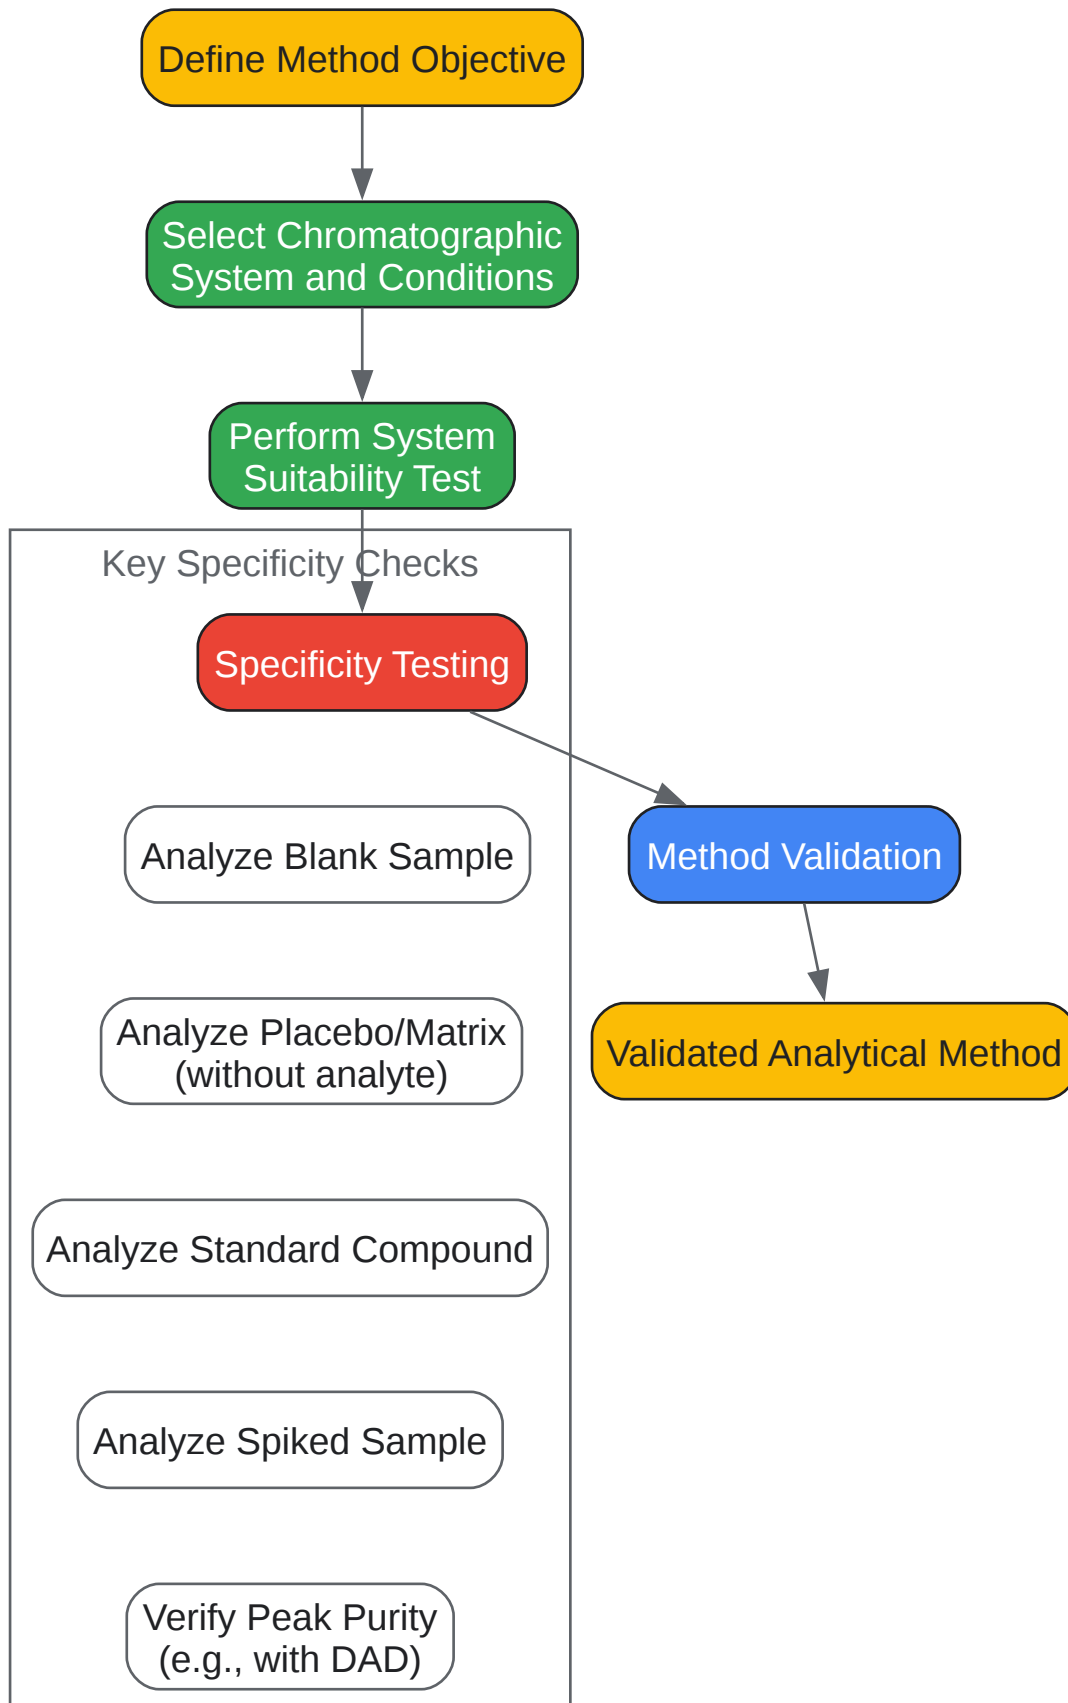 Define Method Objective
Select Chromatographic
System and Conditions
Perform System
Suitability Test
Key Specificity Checks
Specificity Testing
Analyze Blank Sample
Method Validation
Analyze Placebo/Matrix
(without analyte)
Validated Analytical Method
Analyze Standard Compound
Analyze Spiked Sample
Verify Peak Purity
(e.g., with DAD)